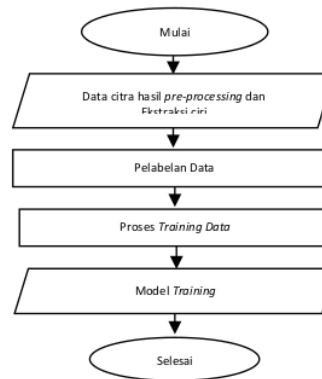 Mulai
Data citra hasil pre-processing dan
Ekstraksi ciri
Pelabelan Data
Proses Training Data
Model Training
Selesai